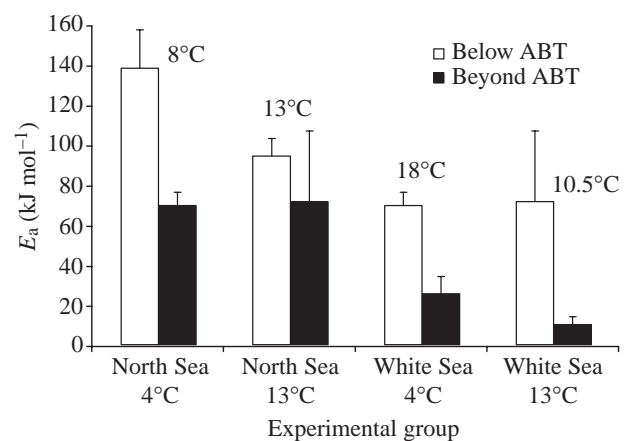 160
140
120
100
80
60
40
20
0
Eₐ (kJ mol⁻¹)
8°C
13°C
18°C
10.5°C
Below ABT
Beyond ABT
North Sea
4°C
North Sea
13°C
White Sea
4°C
White Sea
13°C
Experimental group